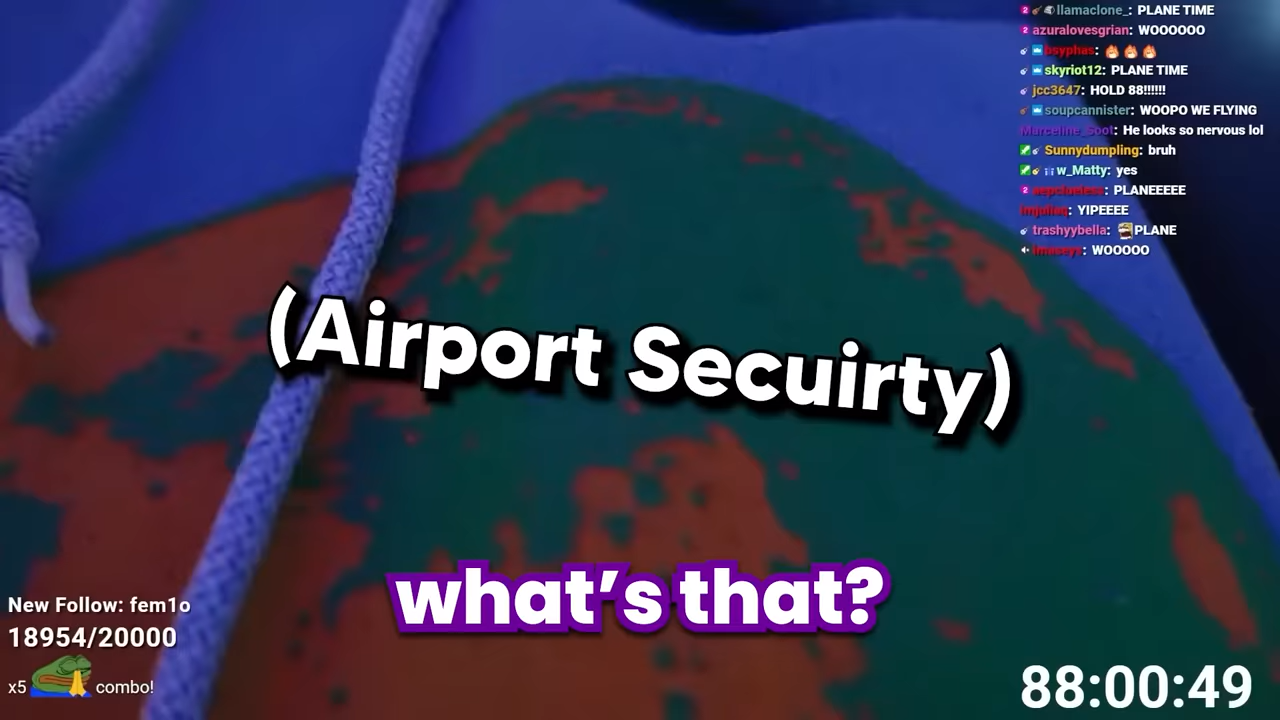 llamaclone_: PLANE TIME
azuralovesgrian: WOOOOOO
bsyphas:
skyriot12: PLANE TIME
jcc3647: HOLD 88!!!!!!
soupcannister: WOOPO WE FLYING
Marceline_Soot: He looks so nervous lol
Sunnydumpling: bruh
w_Matty: yes
PLANEEEEE
YIPEEEE
trashyybella: PLANE
WOOOOO
(Airport Secuirty)
what's that?
New Follow: fem1o
18954/20000
x5 combo!
88:00:49